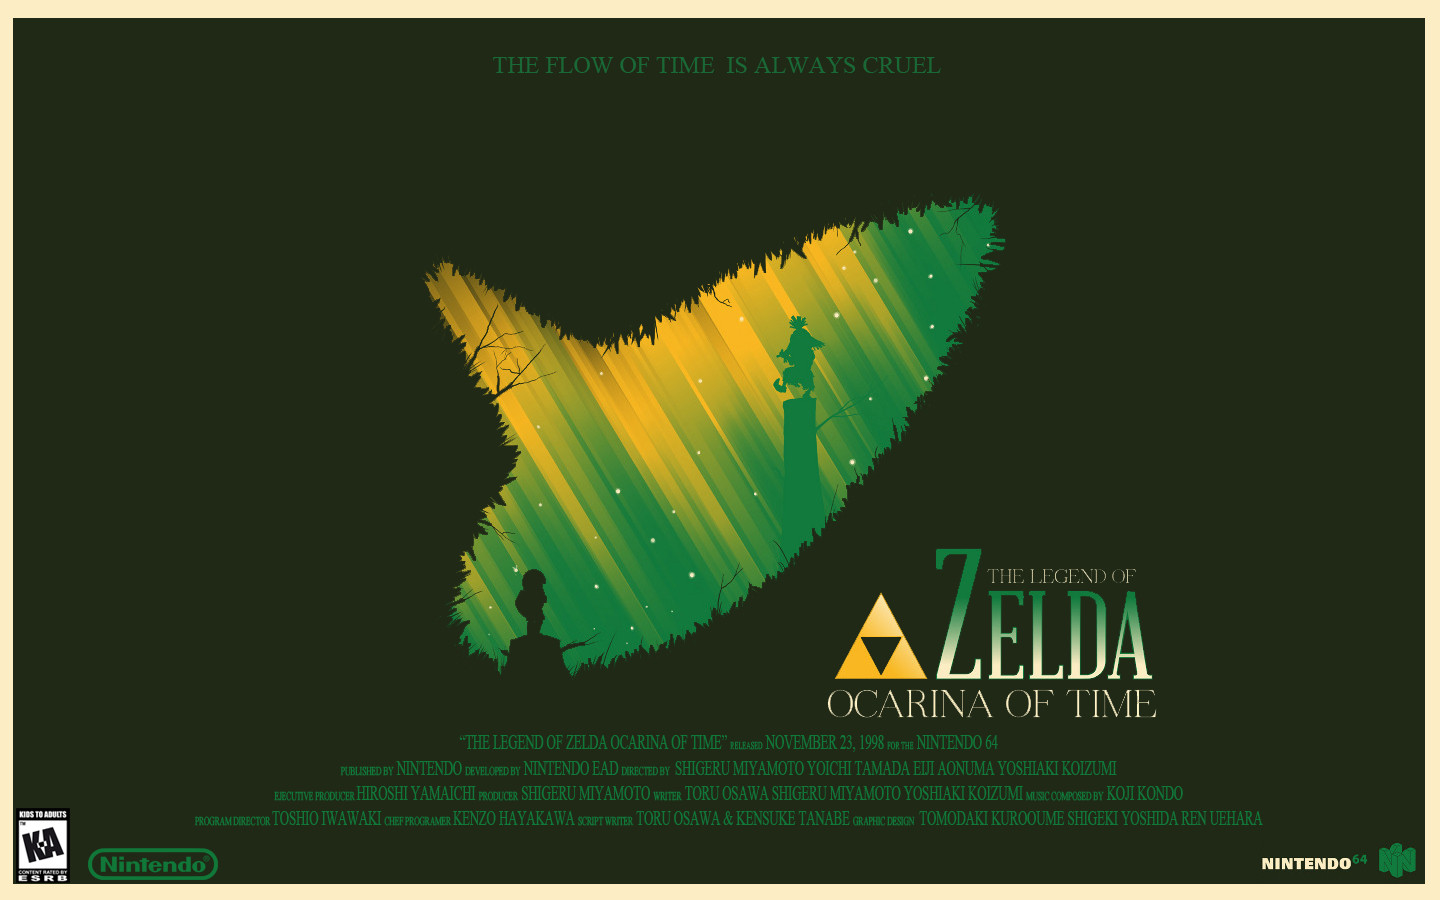 THE FLOW OF TIME IS ALWAYS CRUEL
THE LEGEND OF
ZELDA
OCARINA OF TIME
“THE LEGEND OF ZELDA OCARINA OF TIME” RELEASED NOVEMBER 23, 1998 FOR THE NINTENDO 64
PUBLISHED BY NINTENDO DEVELOPED BY NINTENDO EAD DIRECTED BY SHIGERU MIYAMOTO YOICHI TAMADA EIJI AONUMA YOSHIAKI KOIZUMI
EJECUTIVE PRODUCER HIROSHI YAMAICHI PRODUCER SHIGERU MIYAMOTO WRITER TORU OSAWA SHIGERU MIYAMOTO YOSHIAKI KOIZUMI MUSIC COMPOSED BY KOJI KONDO
PROGRAM DIRECTOR TOSHIO IWAWAKI CHEF PROGRAMER KENZO HAYAKAWA SCRIPT WRITER TORU OSAWA & KENSUKE TANABE GRAPHIC DESIGN TOMODAKI KUROOUME SHIGEKI YOSHIDA REN UEHARA
KIDS TO ADULTS
TM
K-A
CONTENT RATED BY
ESRB
Nintendo®
NINTENDO64